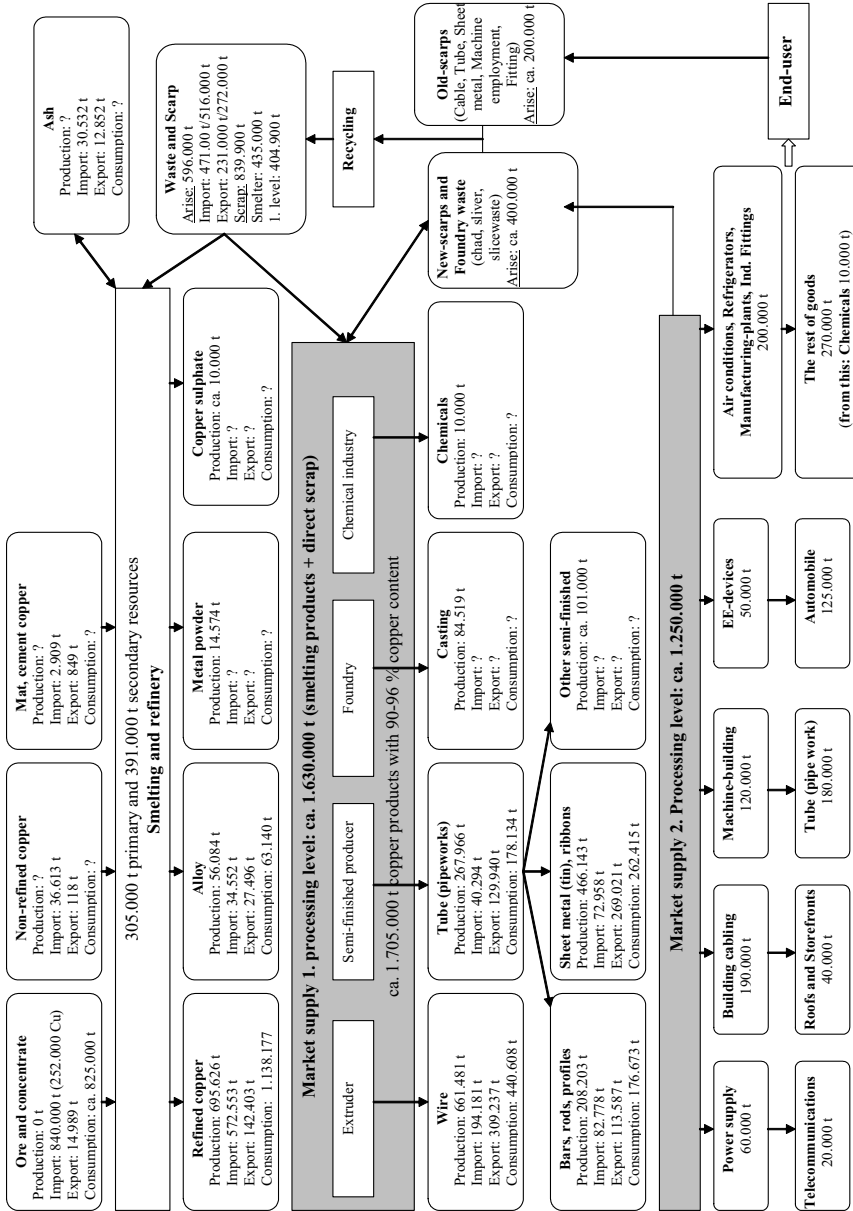 Ore and concentrate
Production: 0 t
Import: 840.000 t (252.000 Cu)
Export: 14.989 t
Consumption: ca. 825.000 t
Non-refined copper
Production: ?
Import: 36.613 t
Export: 118 t
Consumption: ?
Mat, cement copper
Production: ?
Import: 2.909 t
Export: 849 t
Consumption: ?
Ash
Production: ?
Import: 30.532 t
Export: 12.852 t
Consumption: ?
305.000 t primary and 391.000 t secondary resources
Smelting and refinery
Waste and Scarp
Arise: 596.000 t
Import: 471.00 t/516.000 t
Export: 231.000 t/272.000 t
Scrap: 839.900 t
Smelter: 435.000 t
1. level: 404.900 t
Refined copper
Production: 695.626 t
Import: 572.553 t
Export: 142.403 t
Consumption: 1.138.177
Alloy
Production: 56.084 t
Import: 34.552 t
Export: 27.496 t
Consumption: 63.140 t
Metal powder
Production: 14.574 t
Import: ?
Export: ?
Consumption: ?
Copper sulphate
Production: ca. 10.000 t
Import: ?
Export: ?
Consumption: ?
Recycling
Market supply 1. processing level: ca. 1.630.000 t (smelting products + direct scrap)
Extruder
Semi-finished producer
Foundry
Chemical industry
ca. 1.705.000 t copper products with 90-96 % copper content
New-scarps and
Foundry waste
(chad, sliver,
slicewaste)
Arise: ca. 400.000 t
Old-scarps
(Cable, Tube, Sheet
metal, Machine
employment,
Fitting)
Arise: ca. 200.000 t
Wire
Production: 661.481 t
Import: 194.181 t
Export: 309.237 t
Consumption: 440.608 t
Tube (pipeworks)
Production: 267.966 t
Import: 40.294 t
Export: 129.940 t
Consumption: 178.134 t
Casting
Production: 84.519 t
Import: ?
Export: ?
Consumption: ?
Chemicals
Production: 10.000 t
Import: ?
Export: ?
Consumption: ?
Bars, rods, profiles
Production: 208.203 t
Import: 82.778 t
Export: 113.587 t
Consumption: 176.673 t
Sheet metal (tin), ribbons
Production: 466.143 t
Import: 72.958 t
Export: 269.021 t
Consumption: 262.415 t
Other semi-finished
Production: ca. 101.000 t
Import: ?
Export: ?
Consumption: ?
Market supply 2. Processing level: ca. 1.250.000 t
Power supply
60.000 t
Building cabling
190.000 t
Machine-building
120.000 t
EE-devices
50.000 t
Air conditions, Refrigerators,
Manufacturing-plants, Ind. Fittings
200.000 t
End-user
Telecommunications
20.000 t
Roofs and Storefronts
40.000 t
Tube (pipe work)
180.000 t
Automobile
125.000 t
The rest of goods
270.000 t
(from this: Chemicals 10.000 t)